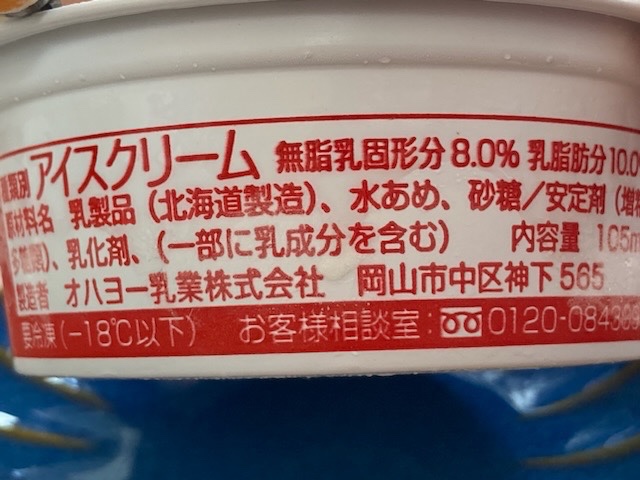 種類別 アイスクリーム 無脂乳固形分 8.0% 乳脂肪分 10.0
原材料名 乳製品（北海道製造）、水あめ、砂糖／安定剤（増粘
多糖類）、乳化剤、（一部に乳成分を含む） 内容量 105m
製造者 オハヨー乳業株式会社 岡山市中区神下565
要冷凍（−18℃以下） お客様相談室：0120-0843